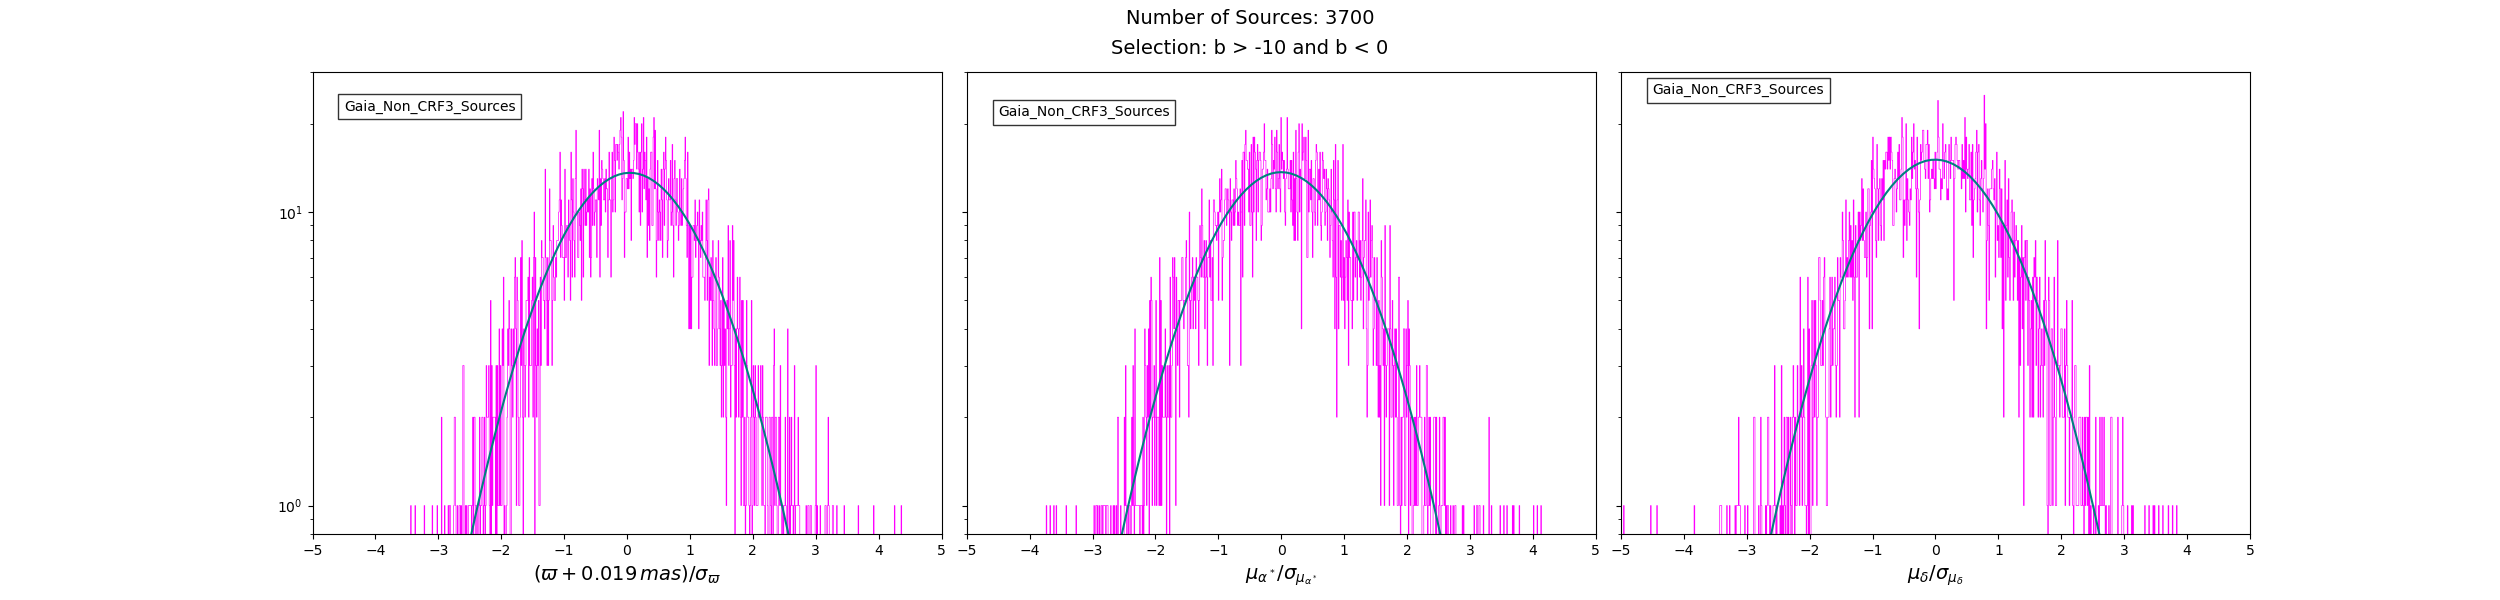 Number of Sources: 3700
Selection: b > -10 and b < 0
Gaia_Non_CRF3_Sources
Gaia_Non_CRF3_Sources
Gaia_Non_CRF3_Sources
10¹
10⁰
−5 −4 −3 −2 −1 0 1 2 3 4 5
−5 −4 −3 −2 −1 0 1 2 3 4 5
−5 −4 −3 −2 −1 0 1 2 3 4 5
(ϖ + 0.019 mas)/σ_ϖ
μ_α*/σ_μ_α*
μ_δ/σ_μ_δ